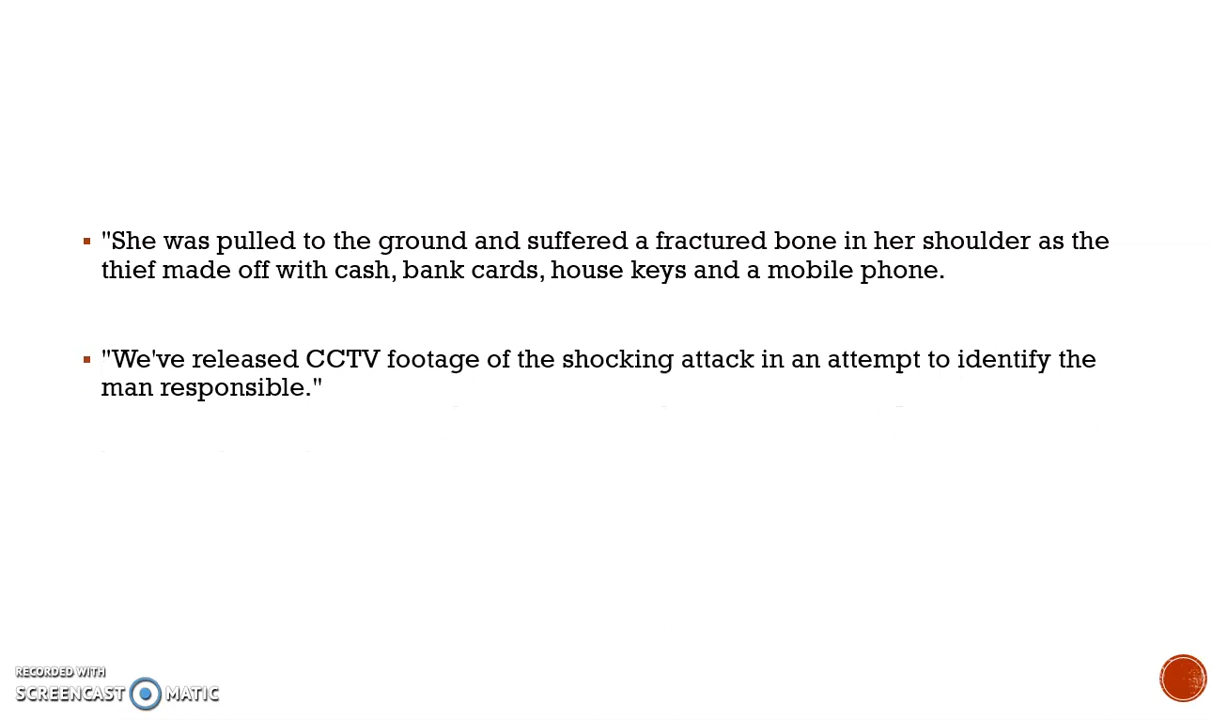 "She was pulled to the ground and suffered a fractured bone in her shoulder as the
thief made off with cash, bank cards, house keys and a mobile phone.
"We've released CCTV footage of the shocking attack in an attempt to identify the
man responsible."
RECORDED WITH
SCREENCAST MATIC